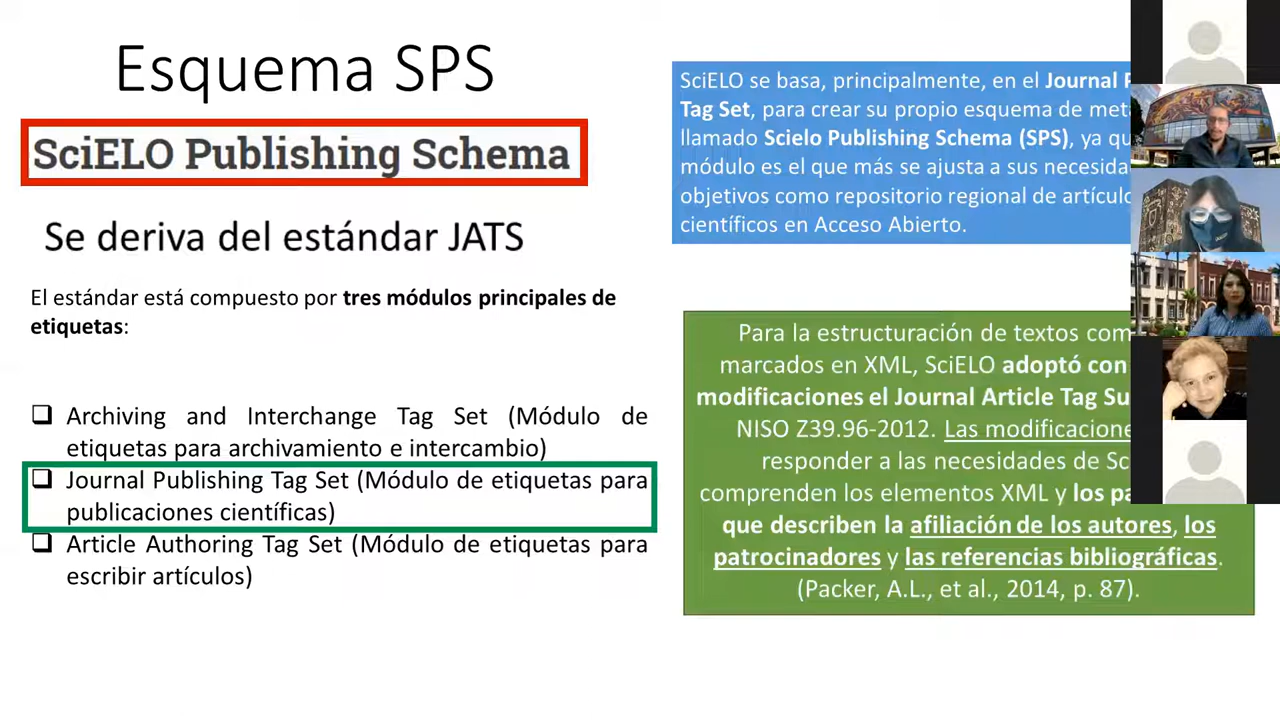 Esquema SPS
SciELO Publishing Schema
Se deriva del estándar JATS
El estándar está compuesto por tres módulos principales de
etiquetas:
❑ Archiving and Interchange Tag Set (Módulo de
etiquetas para archivamiento e intercambio)
❑ Journal Publishing Tag Set (Módulo de etiquetas para
publicaciones científicas)
❑ Article Authoring Tag Set (Módulo de etiquetas para
escribir artículos)
SciELO se basa, principalmente, en el Journal
Tag Set, para crear su propio esquema de
llamado Scielo Publishing Schema (SPS), ya
módulo es el que más se ajusta a sus
objetivos como repositorio regional de
científicos en Acceso Abierto.
Para la estructuración de textos
marcados en XML, SciELO adoptó con
modificaciones el Journal Article Tag
NISO Z39.96-2012. Las
responder a las necesidades de
comprenden los elementos XML y los
que describen la afiliación de los autores, los
patrocinadores y las referencias bibliográficas.
(Packer, A.L., et al., 2014, p. 87).